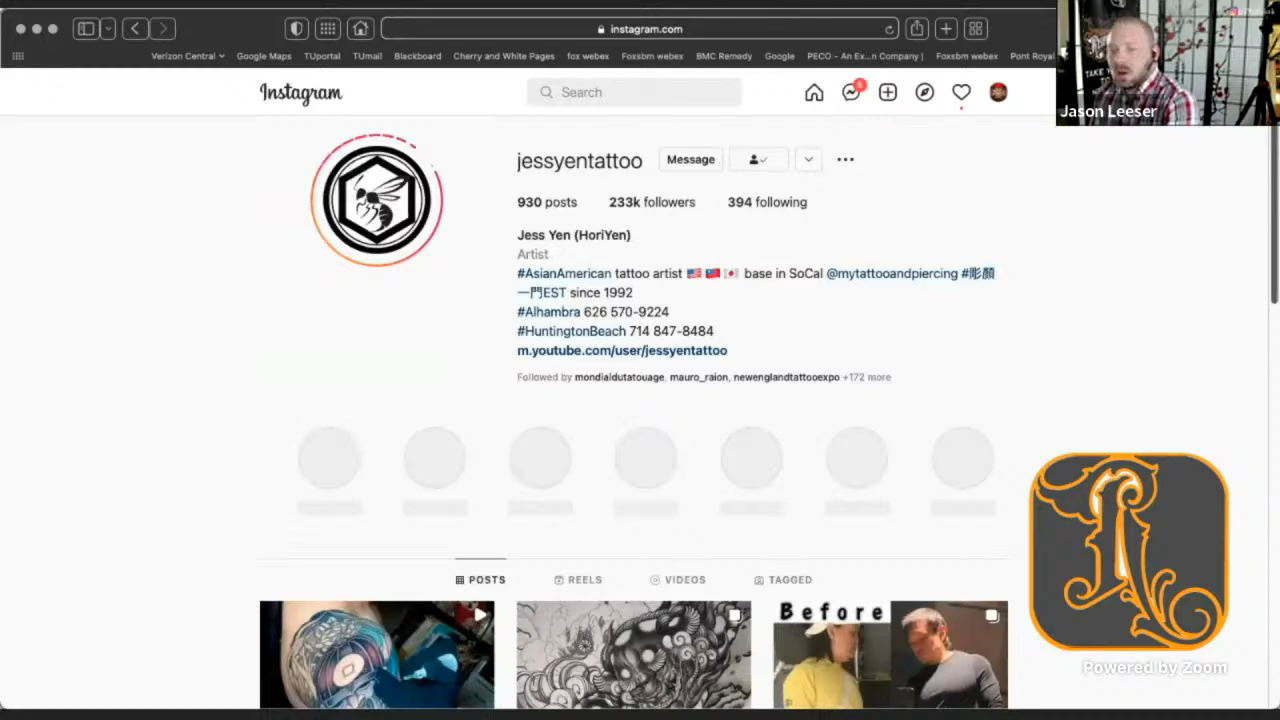 instagram.com
Verizon Central
Google Maps
TUportal
TUmail
Blackboard
Cherry and White Pages
fox webex
Foxsbm webex
BMC Remedy
Google
PECO - An Ex...n Company |
Foxsbm webex
Pont Royal
TAKE
Jason Leeser
Instagram
Search
5
jessyentattoo
Message
930 posts 233k followers 394 following
Jess Yen (HoriYen)
Artist
#AsianAmerican tattoo artist 🇺🇸 🇹🇼 🇯🇵 base in SoCal @mytattooandpiercing #彫顏
一門EST since 1992
#Alhambra 626 570-9224
#HuntingtonBeach 714 847-8484
m.youtube.com/user/jessyentattoo
Followed by mondialdutatouage, mauro_raion, newenglandtattooexpo +172 more
POSTS
REELS
VIDEOS
TAGGED
Before
Powered by Zoom